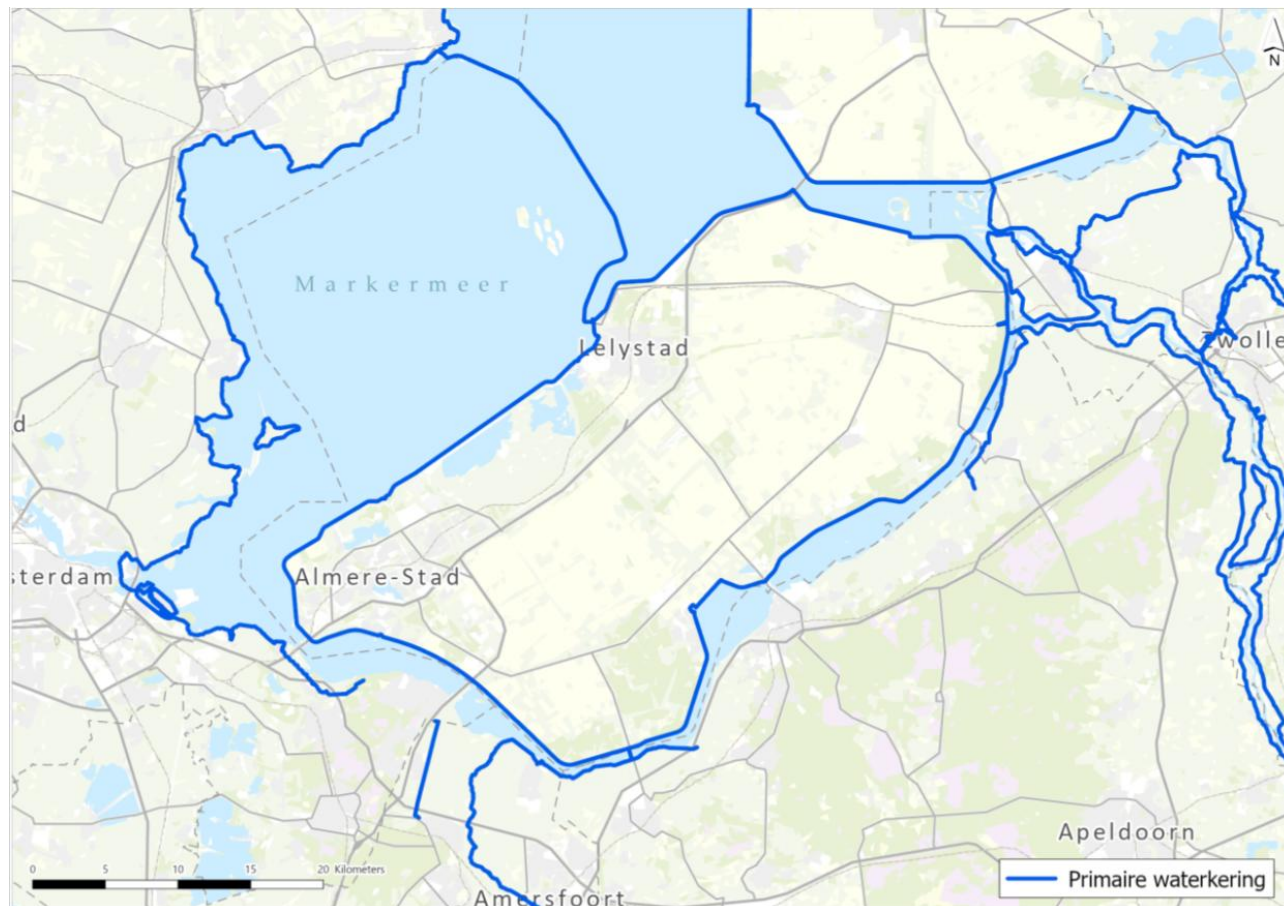 N
Markermeer
Lelystad
Zwolle
d
sterdam
Almere-Stad
Apeldoorn
Amersfoort
0 5 10 15 20 Kilometers
Primaire waterkering